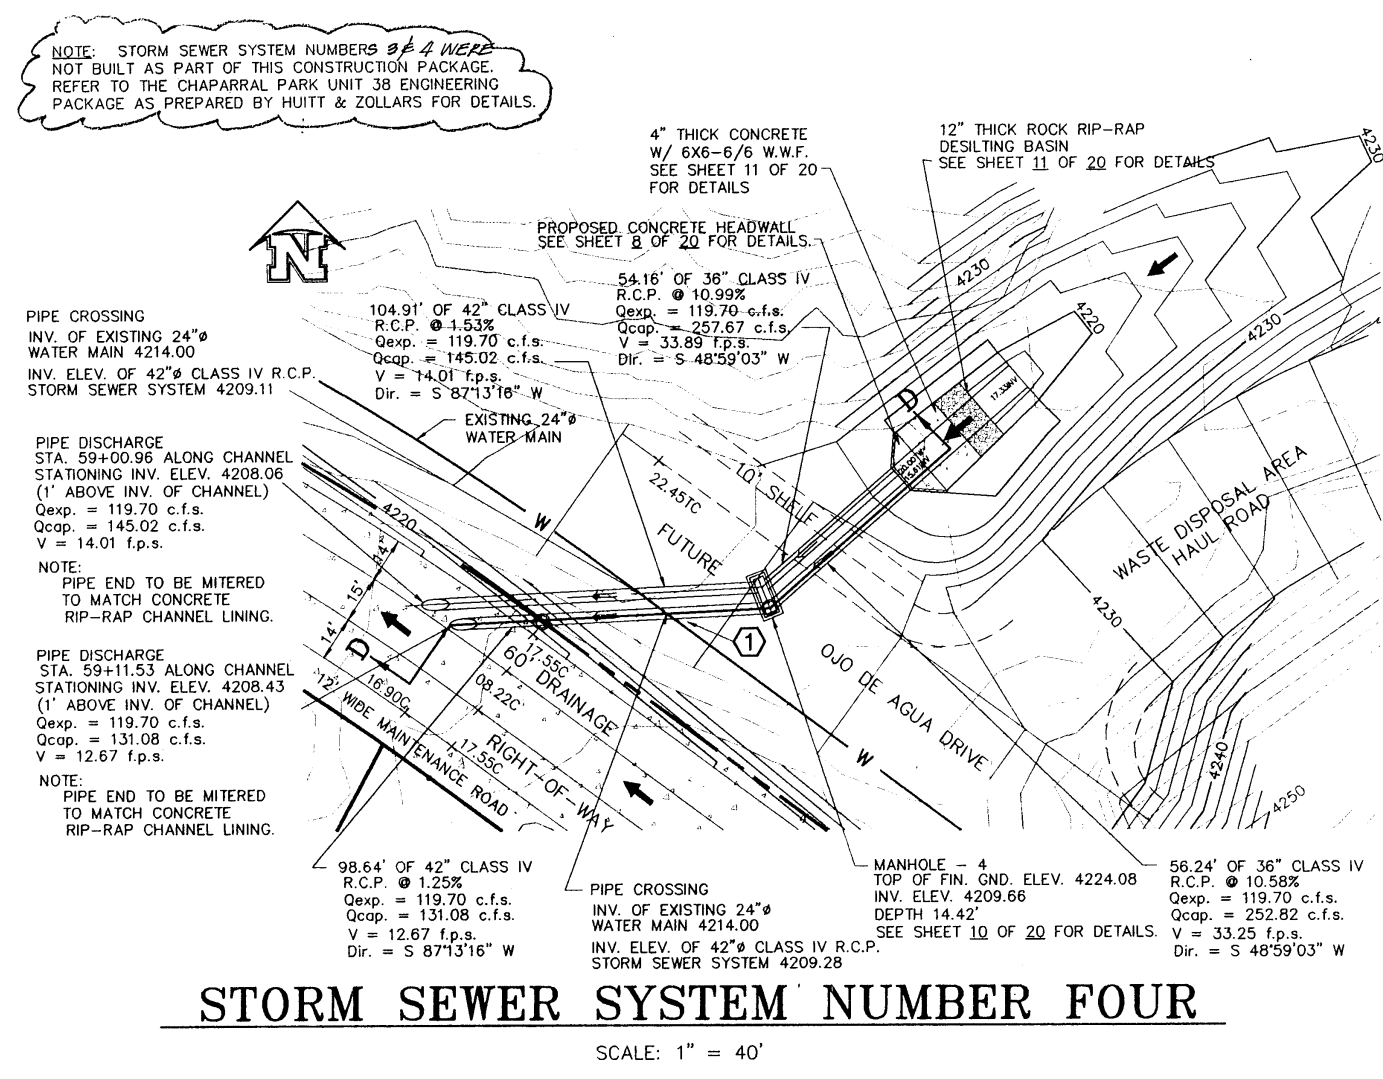 NOTE: STORM SEWER SYSTEM NUMBERS 3 & 4 WERE
NOT BUILT AS PART OF THIS CONSTRUCTION PACKAGE.
REFER TO THE CHAPARRAL PARK UNIT 38 ENGINEERING
PACKAGE AS PREPARED BY HUITT & ZOLLARS FOR DETAILS.
4" THICK CONCRETE
W/ 6X6-6/6 W.W.F.
SEE SHEET 11 OF 20
FOR DETAILS
12" THICK ROCK RIP-RAP
DESILTING BASIN
SEE SHEET 11 OF 20 FOR DETAILS
4230
N
PROPOSED CONCRETE HEADWALL
SEE SHEET 8 OF 20 FOR DETAILS.
54.16' OF 36" CLASS IV
R.C.P. @ 10.99%
Qexp. = 119.70 c.f.s.
Qcap. = 257.67 c.f.s.
V = 33.89 f.p.s.
Dir. = S 48°59'03" W
104.91' OF 42" CLASS IV
R.C.P. @ 1.53%
Qexp. = 119.70 c.f.s.
Qcap. = 145.02 c.f.s.
V = 14.01 f.p.s.
Dir. = S 87°13'16" W
PIPE CROSSING
INV. OF EXISTING 24"ø
WATER MAIN 4214.00
INV. ELEV. OF 42"ø CLASS IV R.C.P.
STORM SEWER SYSTEM 4209.11
EXISTING 24"ø
WATER MAIN
PIPE DISCHARGE
STA. 59+00.96 ALONG CHANNEL
STATIONING INV. ELEV. 4208.06
(1' ABOVE INV. OF CHANNEL)
Qexp. = 119.70 c.f.s.
Qcap. = 145.02 c.f.s.
V = 14.01 f.p.s.
NOTE:
PIPE END TO BE MITERED
TO MATCH CONCRETE
RIP-RAP CHANNEL LINING.
PIPE DISCHARGE
STA. 59+11.53 ALONG CHANNEL
STATIONING INV. ELEV. 4208.43
(1' ABOVE INV. OF CHANNEL)
Qexp. = 119.70 c.f.s.
Qcap. = 131.08 c.f.s.
V = 12.67 f.p.s.
NOTE:
PIPE END TO BE MITERED
TO MATCH CONCRETE
RIP-RAP CHANNEL LINING.
4230
4220
4230
17.33INV
D
WASTE DISPOSAL AREA
HAUL ROAD
10' SHELF
22.45TC
FUTURE
OJO DE AGUA DRIVE
W
W
1
4220
14'
15'
14'
D
16.90C
12' WIDE MAINTENANCE ROAD
17.55C
60' DRAINAGE
08.22C
RIGHT-OF-WAY
17.55C
4230
4240
4250
98.64' OF 42" CLASS IV
R.C.P. @ 1.25%
Qexp. = 119.70 c.f.s.
Qcap. = 131.08 c.f.s.
V = 12.67 f.p.s.
Dir. = S 87°13'16" W
PIPE CROSSING
INV. OF EXISTING 24"ø
WATER MAIN 4214.00
INV. ELEV. OF 42"ø CLASS IV R.C.P.
STORM SEWER SYSTEM 4209.28
MANHOLE - 4
TOP OF FIN. GND. ELEV. 4224.08
INV. ELEV. 4209.66
DEPTH 14.42'
SEE SHEET 10 OF 20 FOR DETAILS.
56.24' OF 36" CLASS IV
R.C.P. @ 10.58%
Qexp. = 119.70 c.f.s.
Qcap. = 252.82 c.f.s.
V = 33.25 f.p.s.
Dir. = S 48°59'03" W
STORM SEWER SYSTEM NUMBER FOUR
SCALE: 1" = 40'